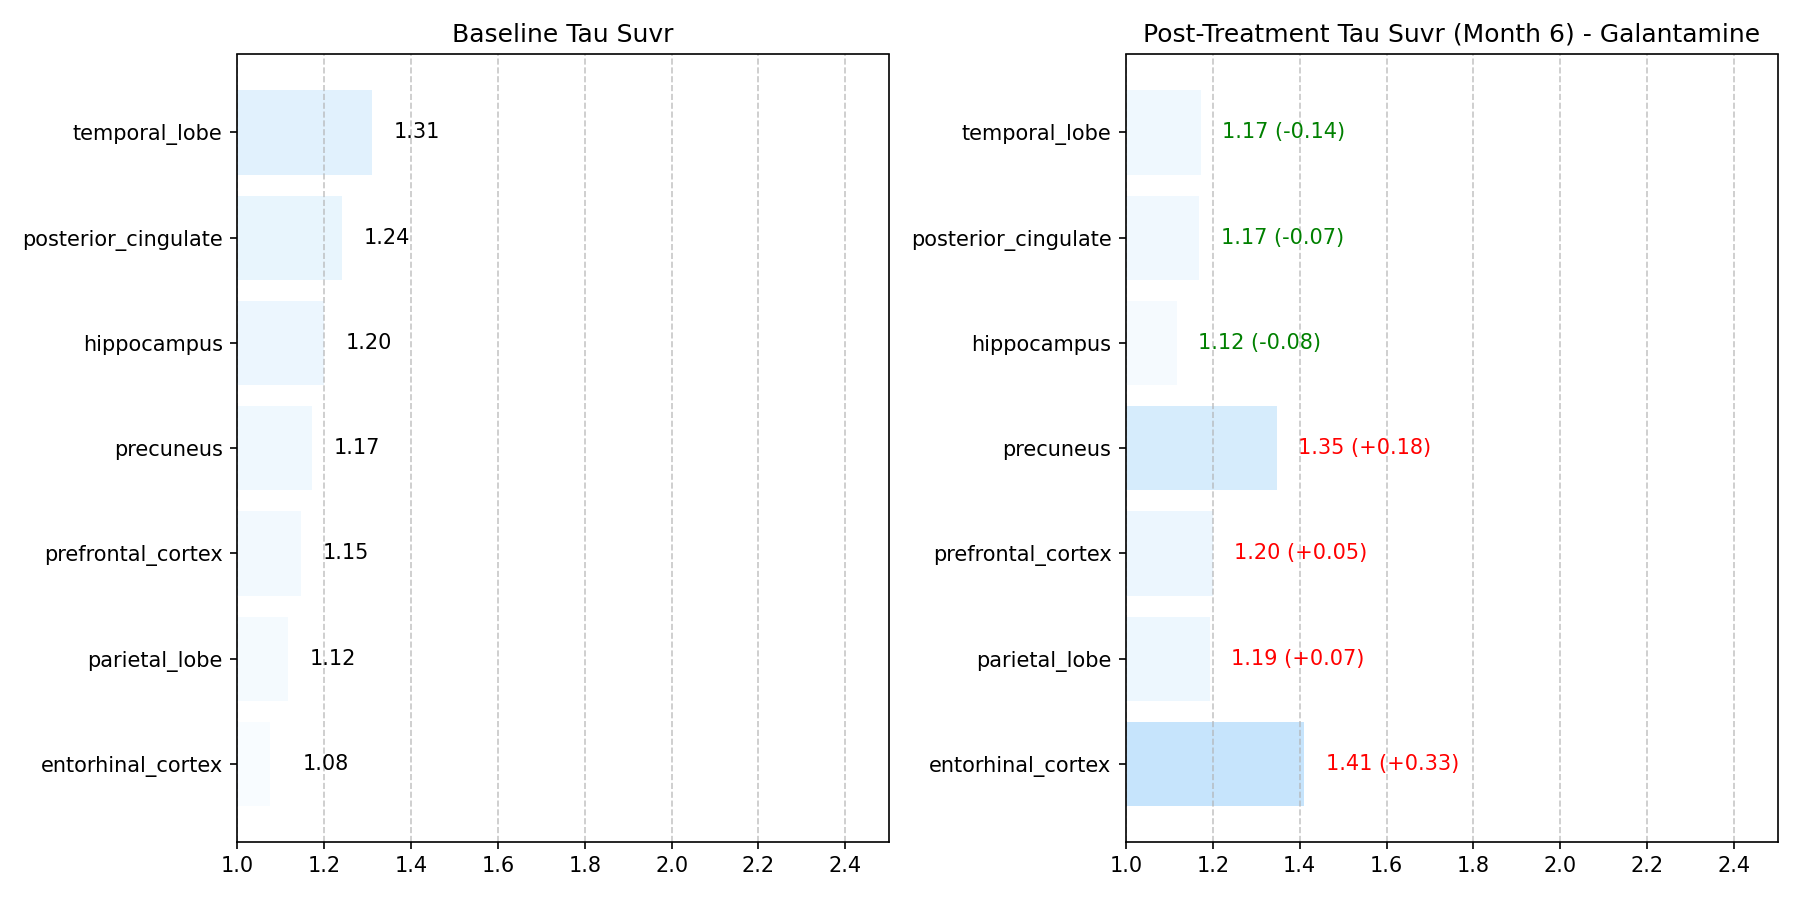 Baseline Tau Suvr
temporal_lobe
1.31
posterior_cingulate
1.24
hippocampus
1.20
precuneus
1.17
prefrontal_cortex
1.15
parietal_lobe
1.12
entorhinal_cortex
1.08
1.0 1.2 1.4 1.6 1.8 2.0 2.2 2.4
Post-Treatment Tau Suvr (Month 6) - Galantamine
temporal_lobe
1.17 (-0.14)
posterior_cingulate
1.17 (-0.07)
hippocampus
1.12 (-0.08)
precuneus
1.35 (+0.18)
prefrontal_cortex
1.20 (+0.05)
parietal_lobe
1.19 (+0.07)
entorhinal_cortex
1.41 (+0.33)
1.0 1.2 1.4 1.6 1.8 2.0 2.2 2.4